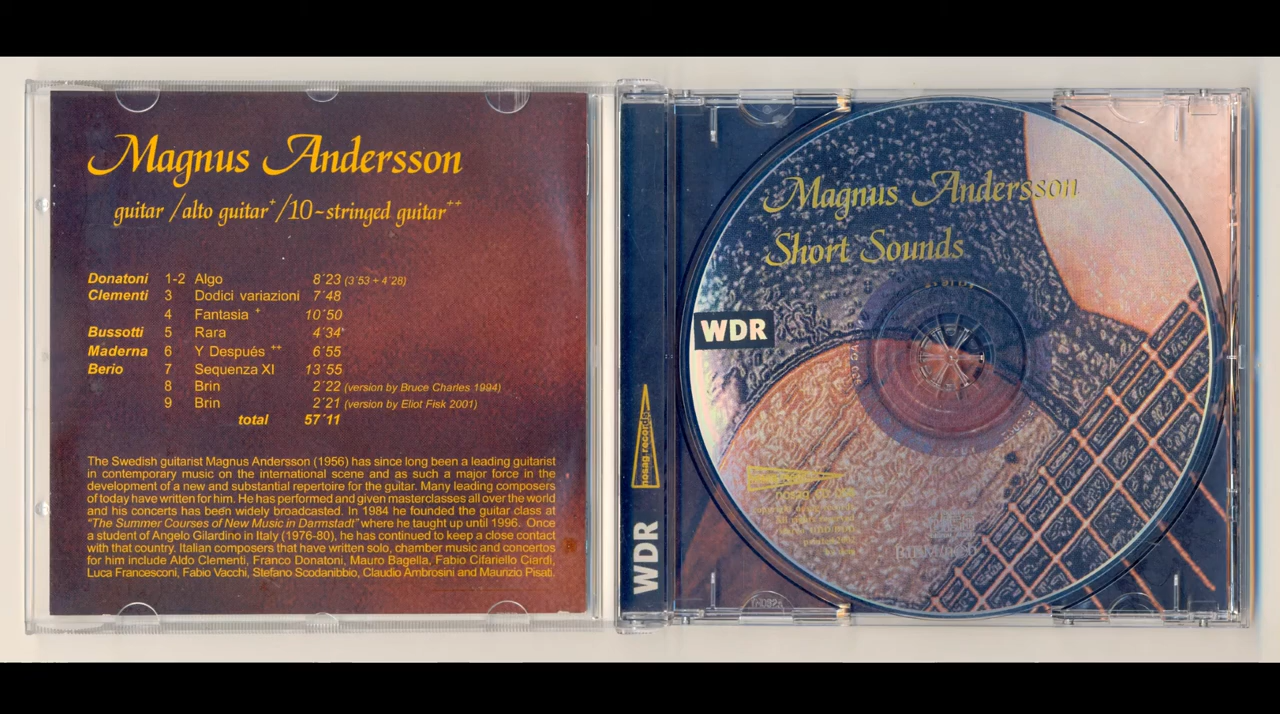 Magnus Andersson
guitar / alto guitar+ / 10-stringed guitar++
Donatoni 1-2 Algo 8´23 (3´53 + 4´28)
Clementi 3 Dodici variazioni 7´48
4 Fantasia + 10´50
Bussotti 5 Rara 4´34"
Maderna 6 Y Después ++ 6´55
Berio 7 Sequenza XI 13´55
8 Brin 2´22 (version by Bruce Charles 1994)
9 Brin 2´21 (version by Eliot Fisk 2001)
total 57´11
The Swedish guitarist Magnus Andersson (1956) has since long been a leading guitarist
in contemporary music on the international scene and as such a major force in the
development of a new and substantial repertoire for the guitar. Many leading composers
of today have written for him. He has performed and given masterclasses all over the world
and his concerts has been widely broadcasted. In 1984 he founded the guitar class at
"The Summer Courses of New Music in Darmstadt" where he taught up until 1996. Once
a student of Angelo Gilardino in Italy (1976-80), he has continued to keep a close contact
with that country. Italian composers that have written solo, chamber music and concertos
for him include Aldo Clementi, Franco Donatoni, Mauro Bagella, Fabio Cifariello Ciardi,
Luca Francesconi, Fabio Vacchi, Stefano Scodanibbio, Claudio Ambrosini and Maurizio Pisati.
nosag records
WDR
Magnus Andersson
Short Sounds
WDR
nosag